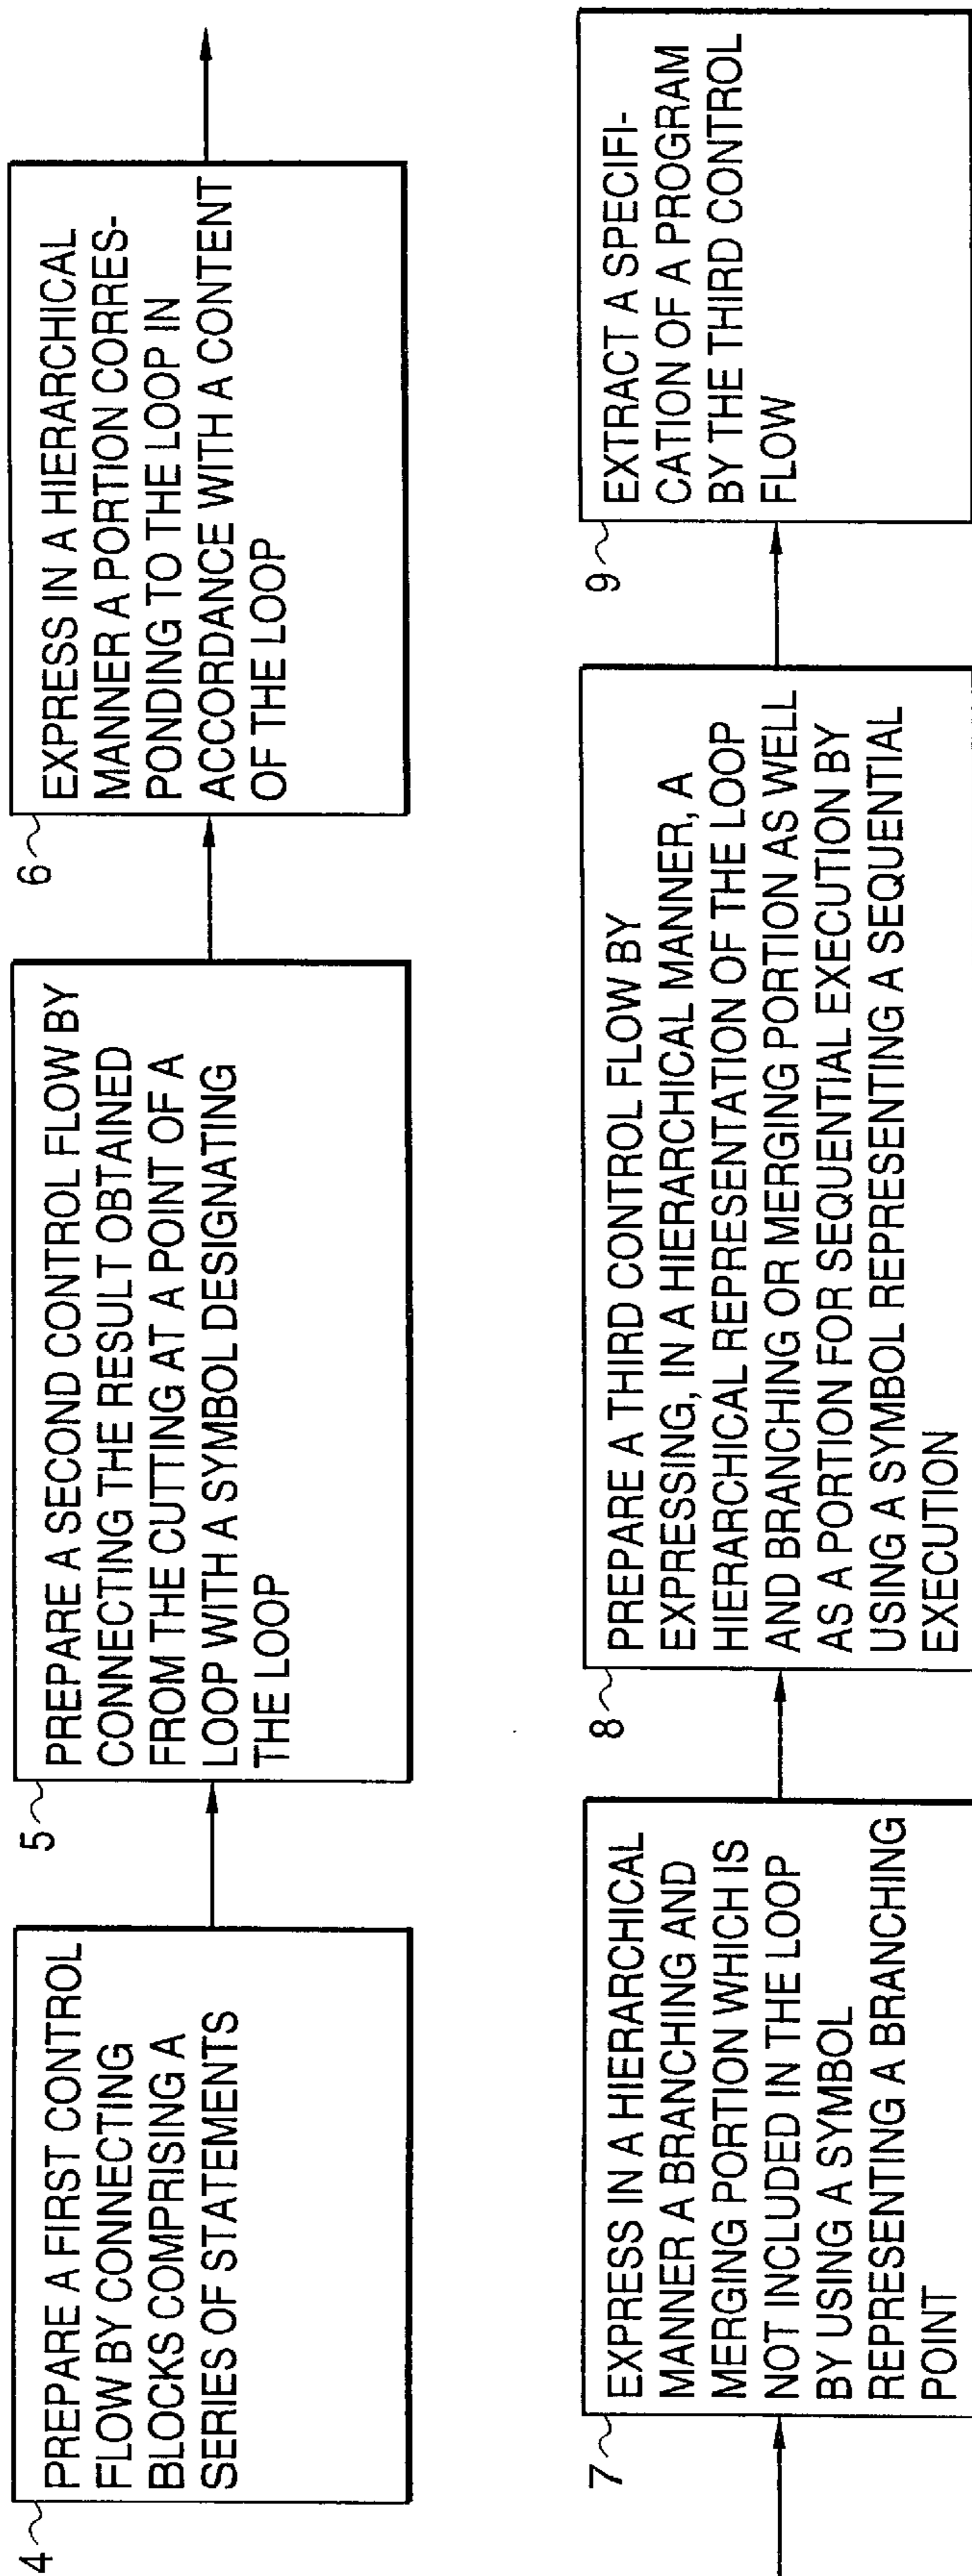 4
PREPARE A FIRST CONTROL
FLOW BY CONNECTING
BLOCKS COMPRISING A
SERIES OF STATEMENTS
5
PREPARE A SECOND CONTROL FLOW BY
CONNECTING THE RESULT OBTAINED
FROM THE CUTTING AT A POINT OF A
LOOP WITH A SYMBOL DESIGNATING
THE LOOP
6
EXPRESS IN A HIERARCHICAL
MANNER A PORTION CORRES-
PONDING TO THE LOOP IN
ACCORDANCE WITH A CONTENT
OF THE LOOP
7
EXPRESS IN A HIERARCHICAL
MANNER A BRANCHING AND
MERGING PORTION WHICH IS
NOT INCLUDED IN THE LOOP
BY USING A SYMBOL
REPRESENTING A BRANCHING
POINT
8
PREPARE A THIRD CONTROL FLOW BY
EXPRESSING, IN A HIERARCHICAL MANNER, A
HIERARCHICAL REPRESENTATION OF THE LOOP
AND BRANCHING OR MERGING PORTION AS WELL
AS A PORTION FOR SEQUENTIAL EXECUTION BY
USING A SYMBOL REPRESENTING A SEQUENTIAL
EXECUTION
9
EXTRACT A SPECIFI-
CATION OF A PROGRAM
BY THE THIRD CONTROL
FLOW